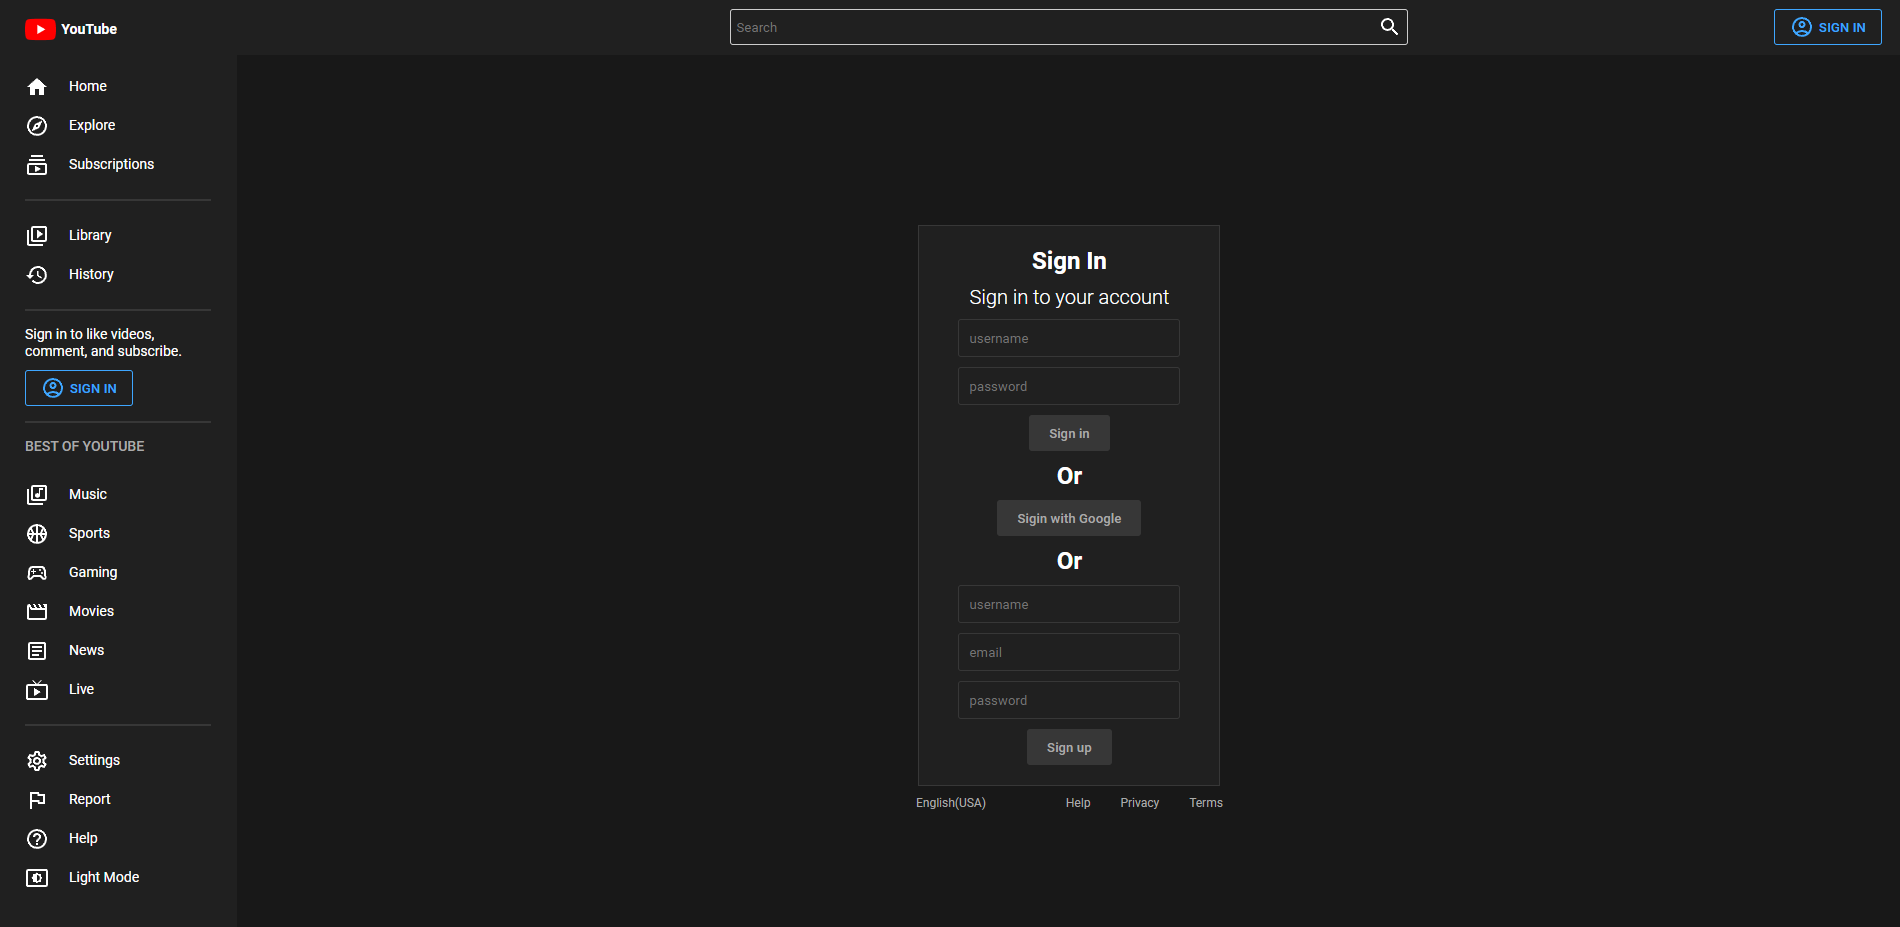 YouTube
Search
SIGN IN
Home
Explore
Subscriptions
Library
History
Sign in to like videos,
comment, and subscribe.
SIGN IN
BEST OF YOUTUBE
Music
Sports
Gaming
Movies
News
Live
Settings
Report
Help
Light Mode
Sign In
Sign in to your account
username
password
Sign in
Or
Sigin with Google
Or
username
email
password
Sign up
English(USA)
Help
Privacy
Terms